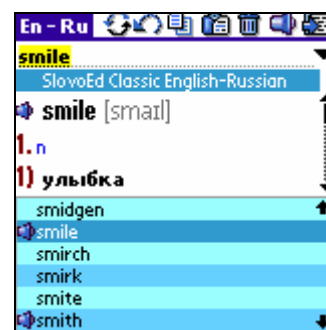 En - Ru
smile
SlovoEd Classic English-Russian
smile [smaɪl]
1. n
1) улыбка
smidgen
smile
smirch
smirk
smite
smith